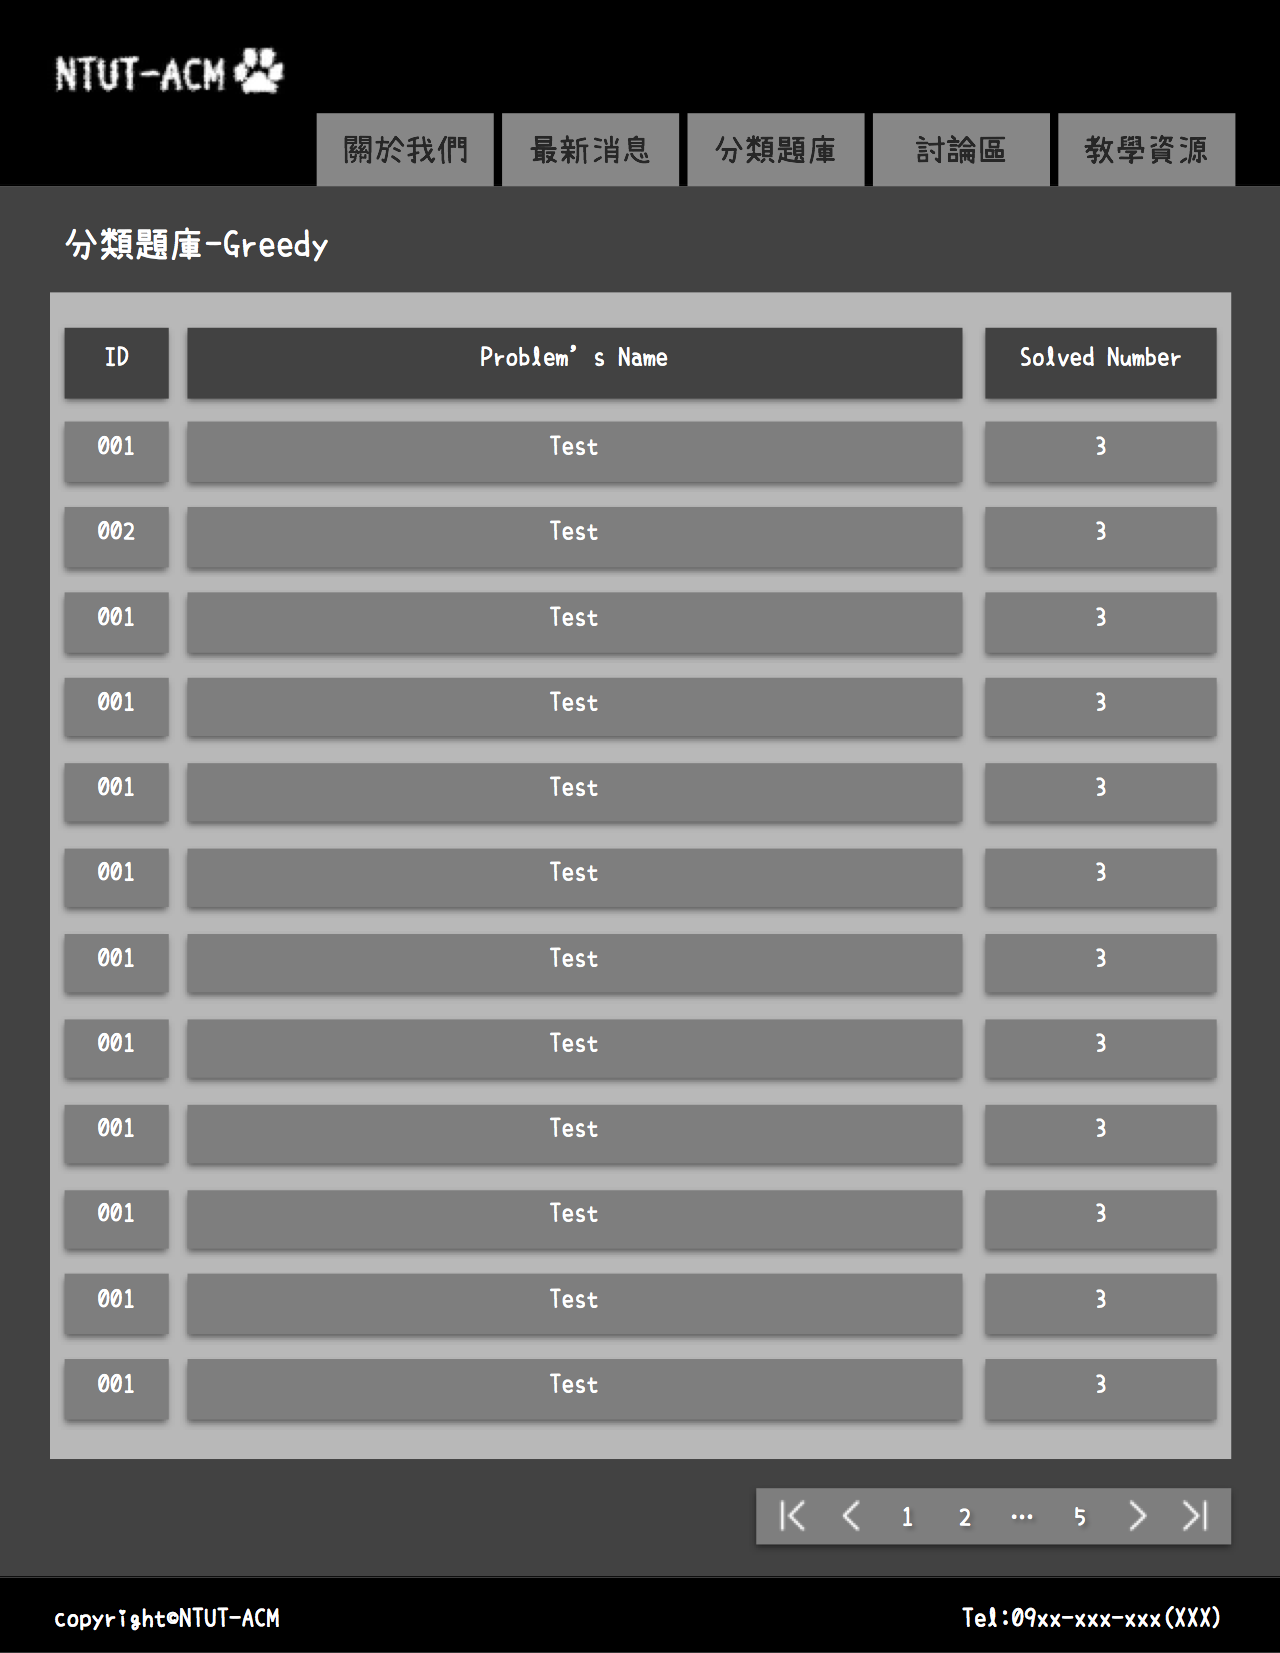 NTUT-ACM
關於我們 最新消息 分類題庫 討論區 教學資源
分類題庫-Greedy
ID Problem’s Name Solved Number
001 Test 3
002 Test 3
001 Test 3
001 Test 3
001 Test 3
001 Test 3
001 Test 3
001 Test 3
001 Test 3
001 Test 3
001 Test 3
001 Test 3
1 2 … 5
copyright©NTUT-ACM Tel:09xx-xxx-xxx(XXX)